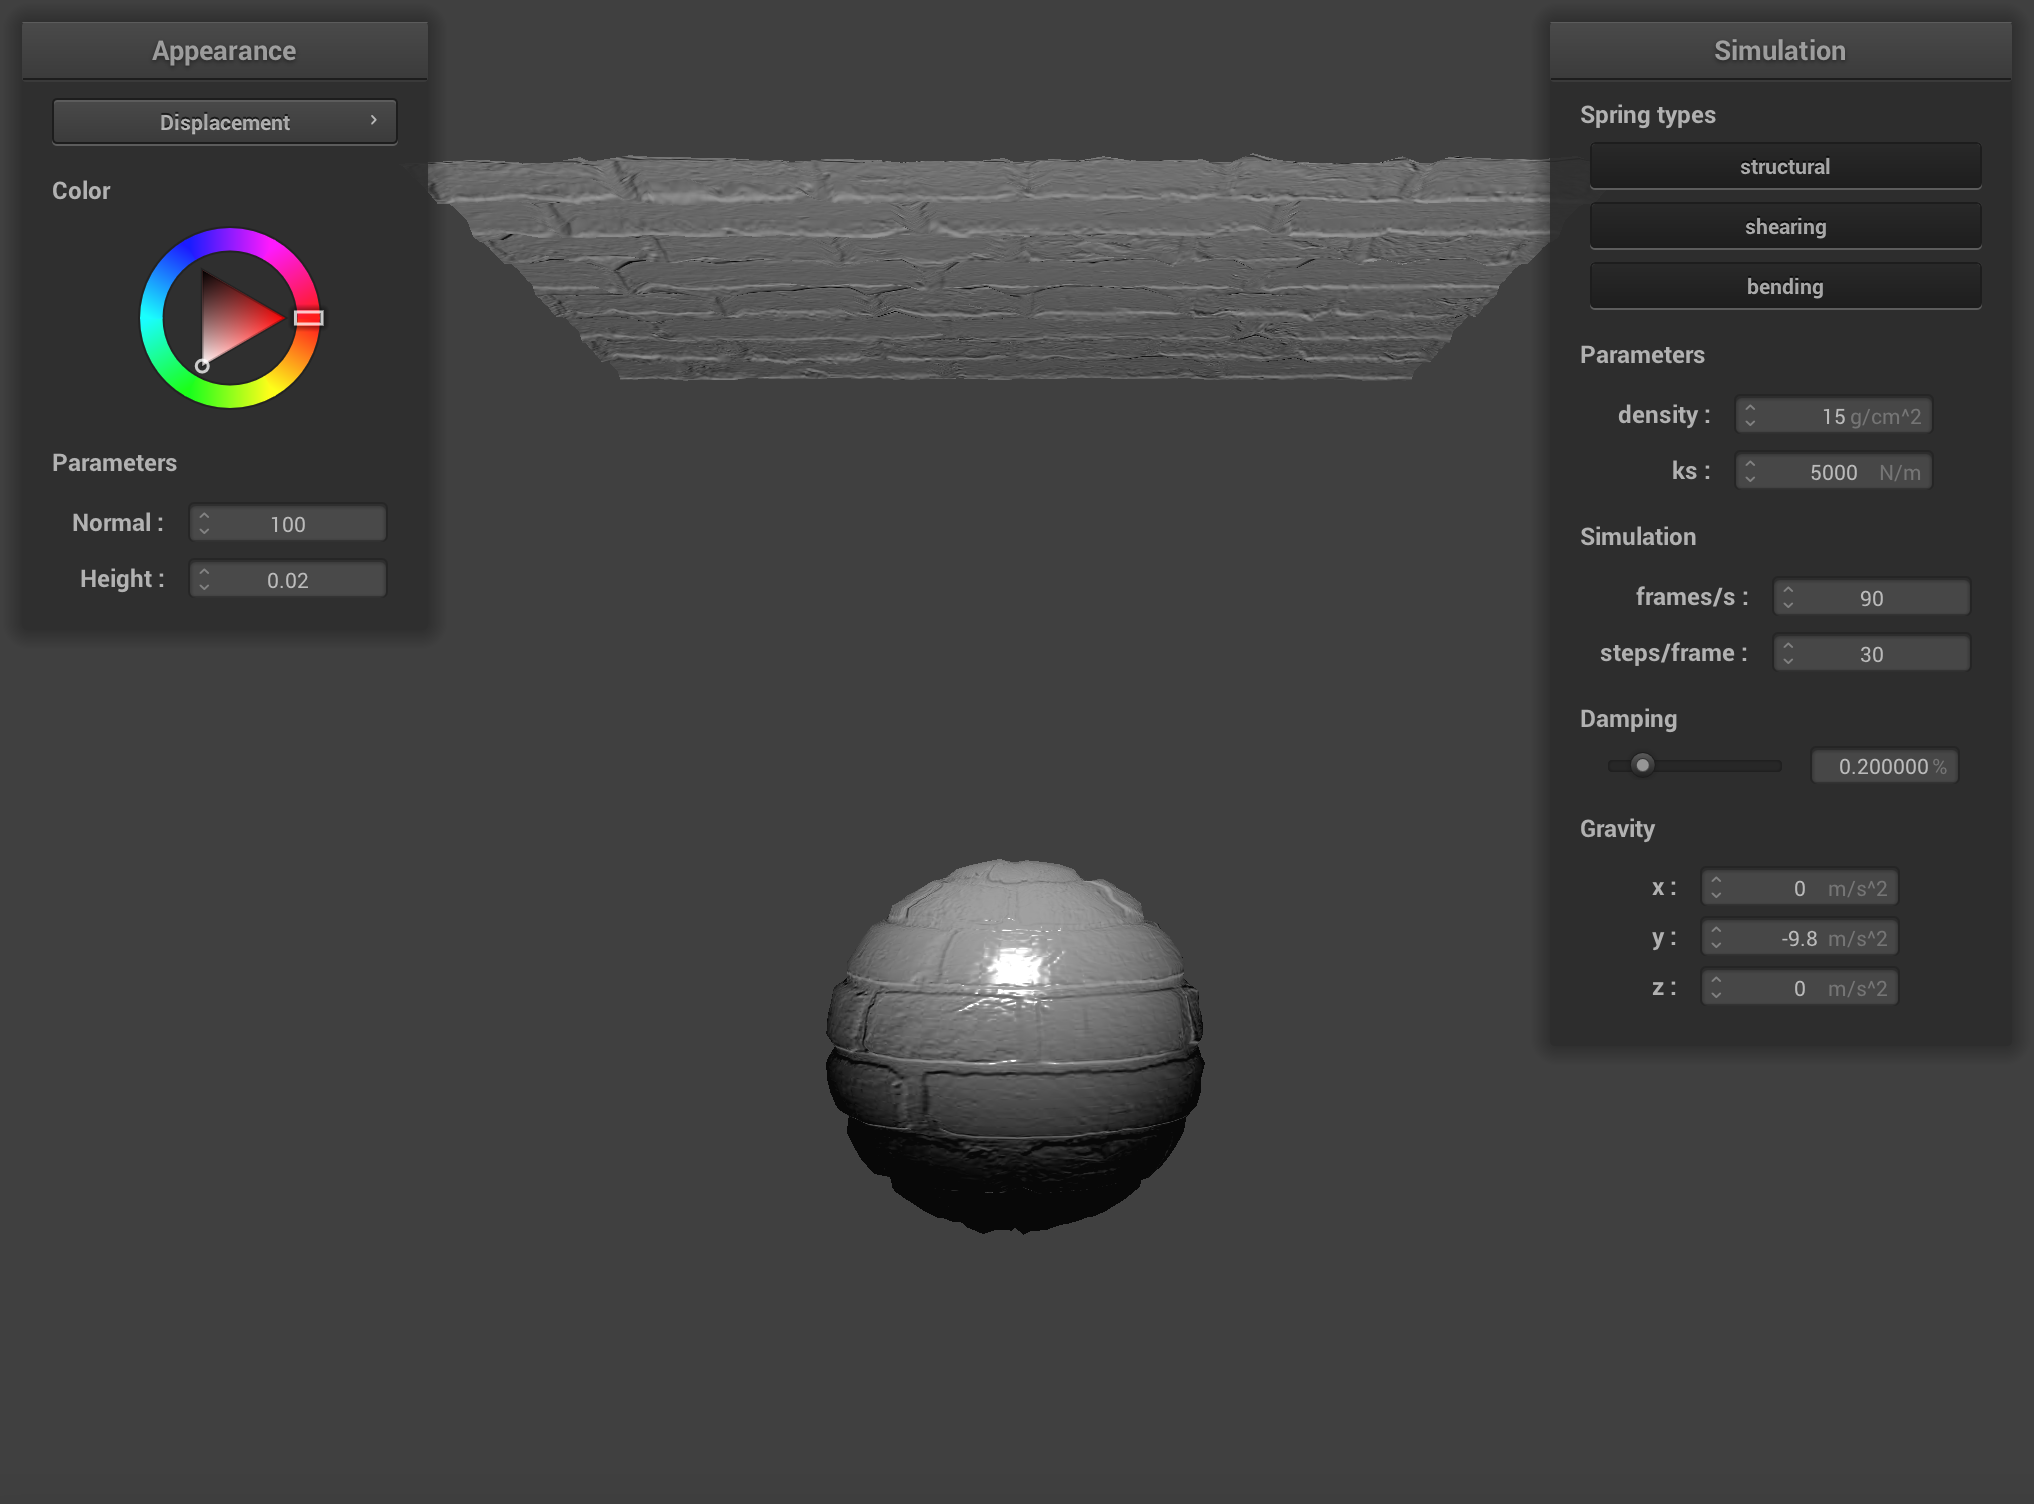 Appearance
Displacement
Color
Parameters
Normal : 100
Height : 0.02
Simulation
Spring types
structural
shearing
bending
Parameters
density : 15 g/cm^2
ks : 5000 N/m
Simulation
frames/s : 90
steps/frame : 30
Damping
0.200000 %
Gravity
x : 0 m/s^2
y : -9.8 m/s^2
z : 0 m/s^2